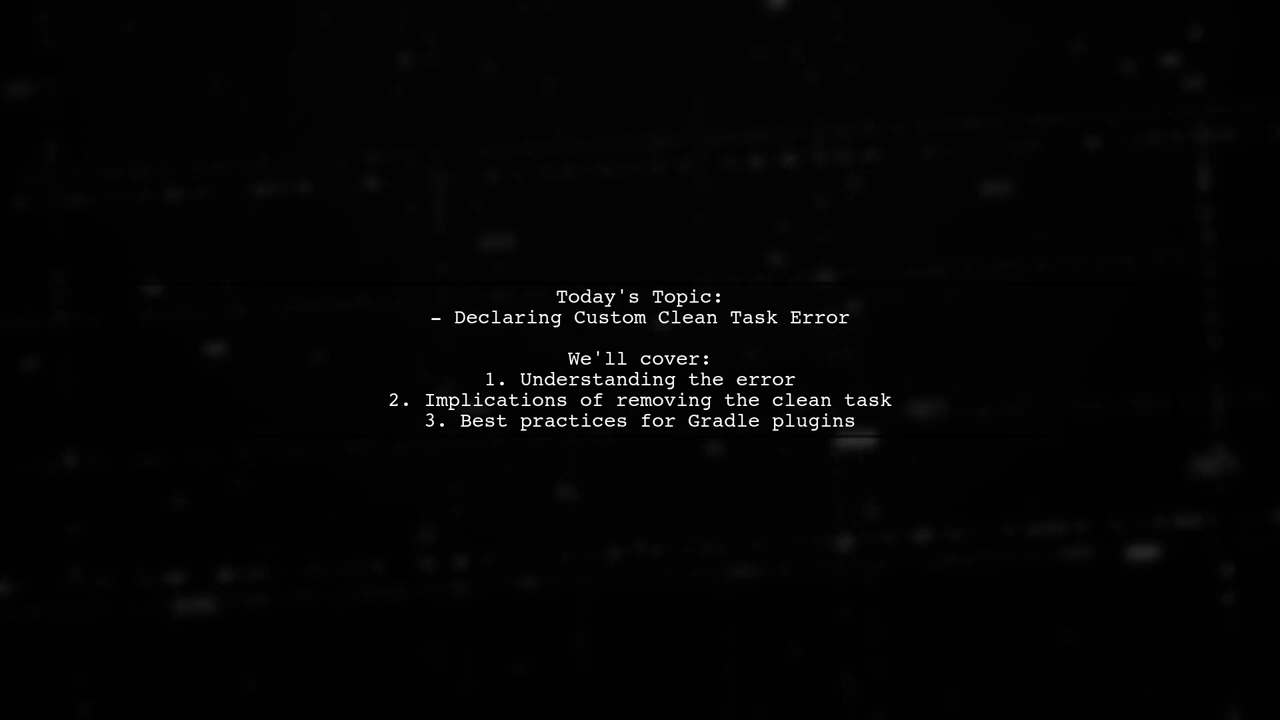 Today's Topic:
- Declaring Custom Clean Task Error
We'll cover:
1. Understanding the error
2. Implications of removing the clean task
3. Best practices for Gradle plugins